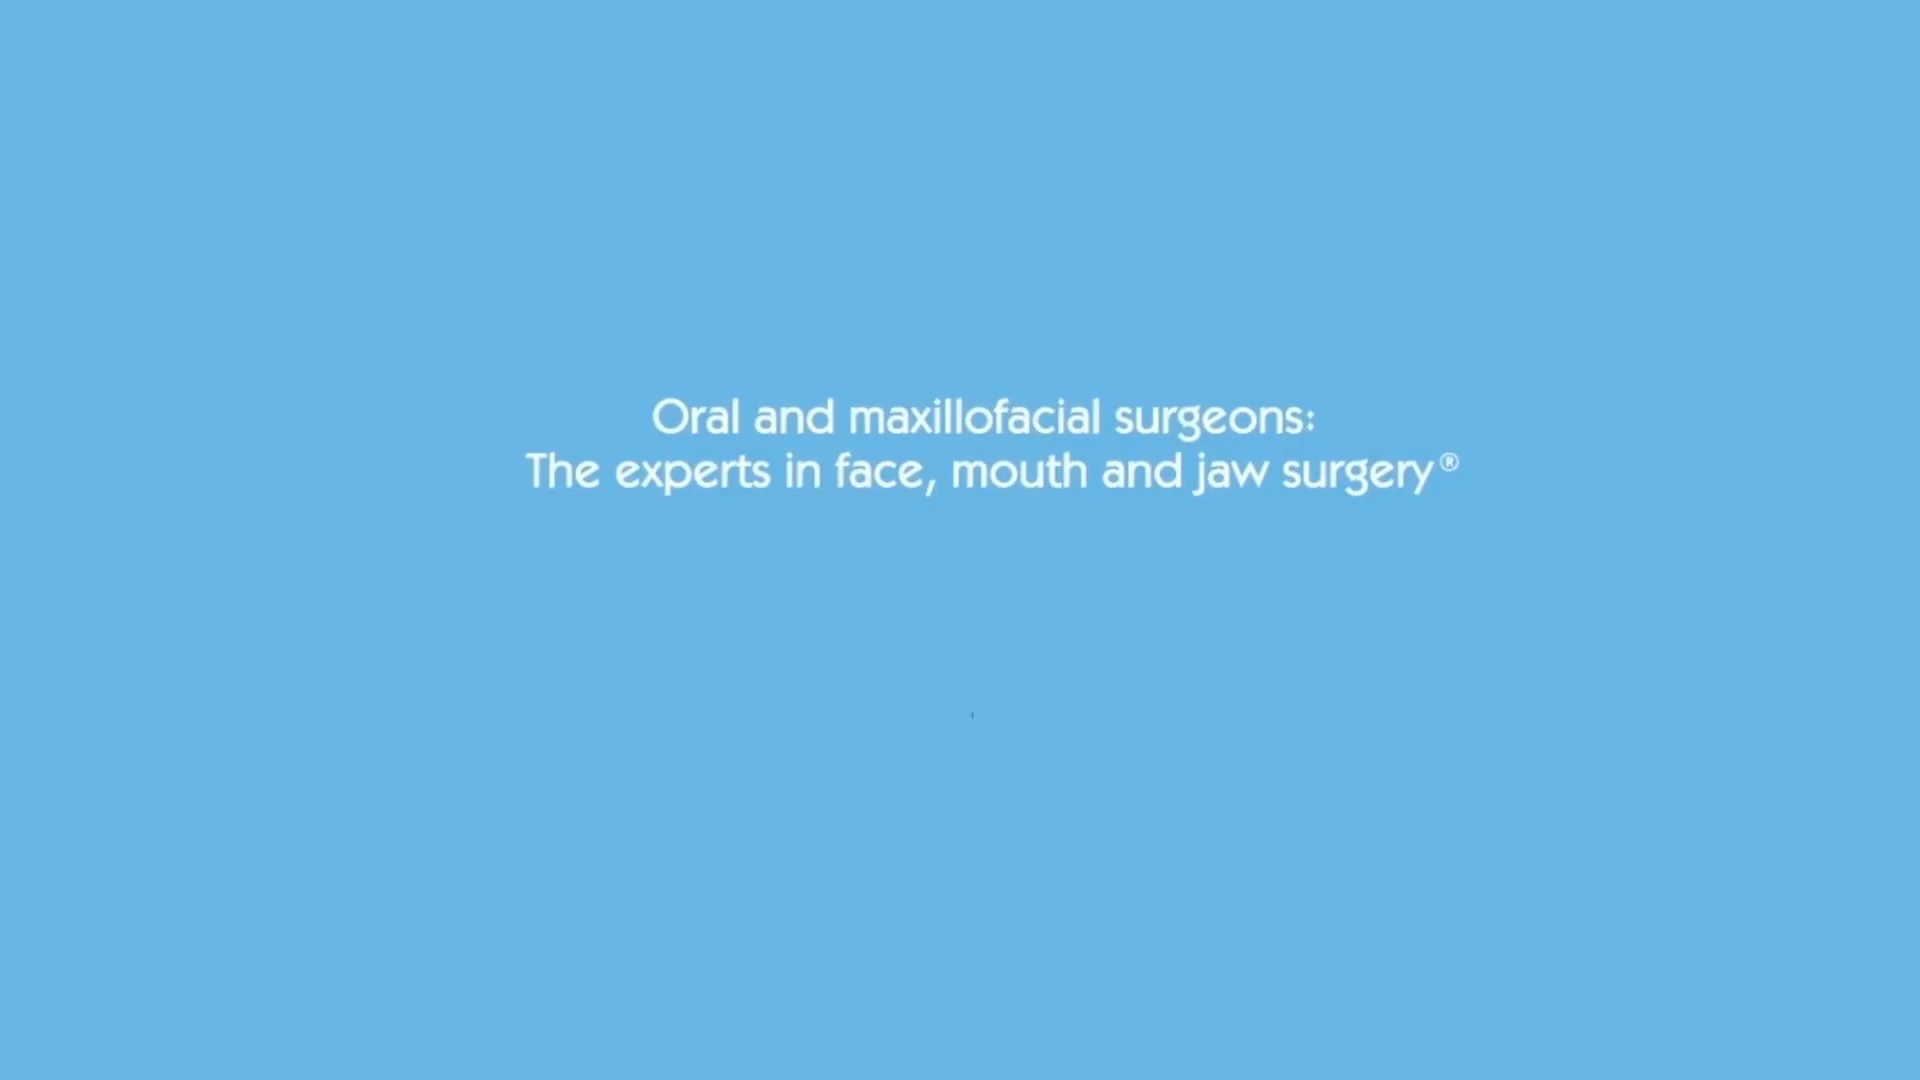 Oral and maxillofacial surgeons:
The experts in face, mouth and jaw surgery®